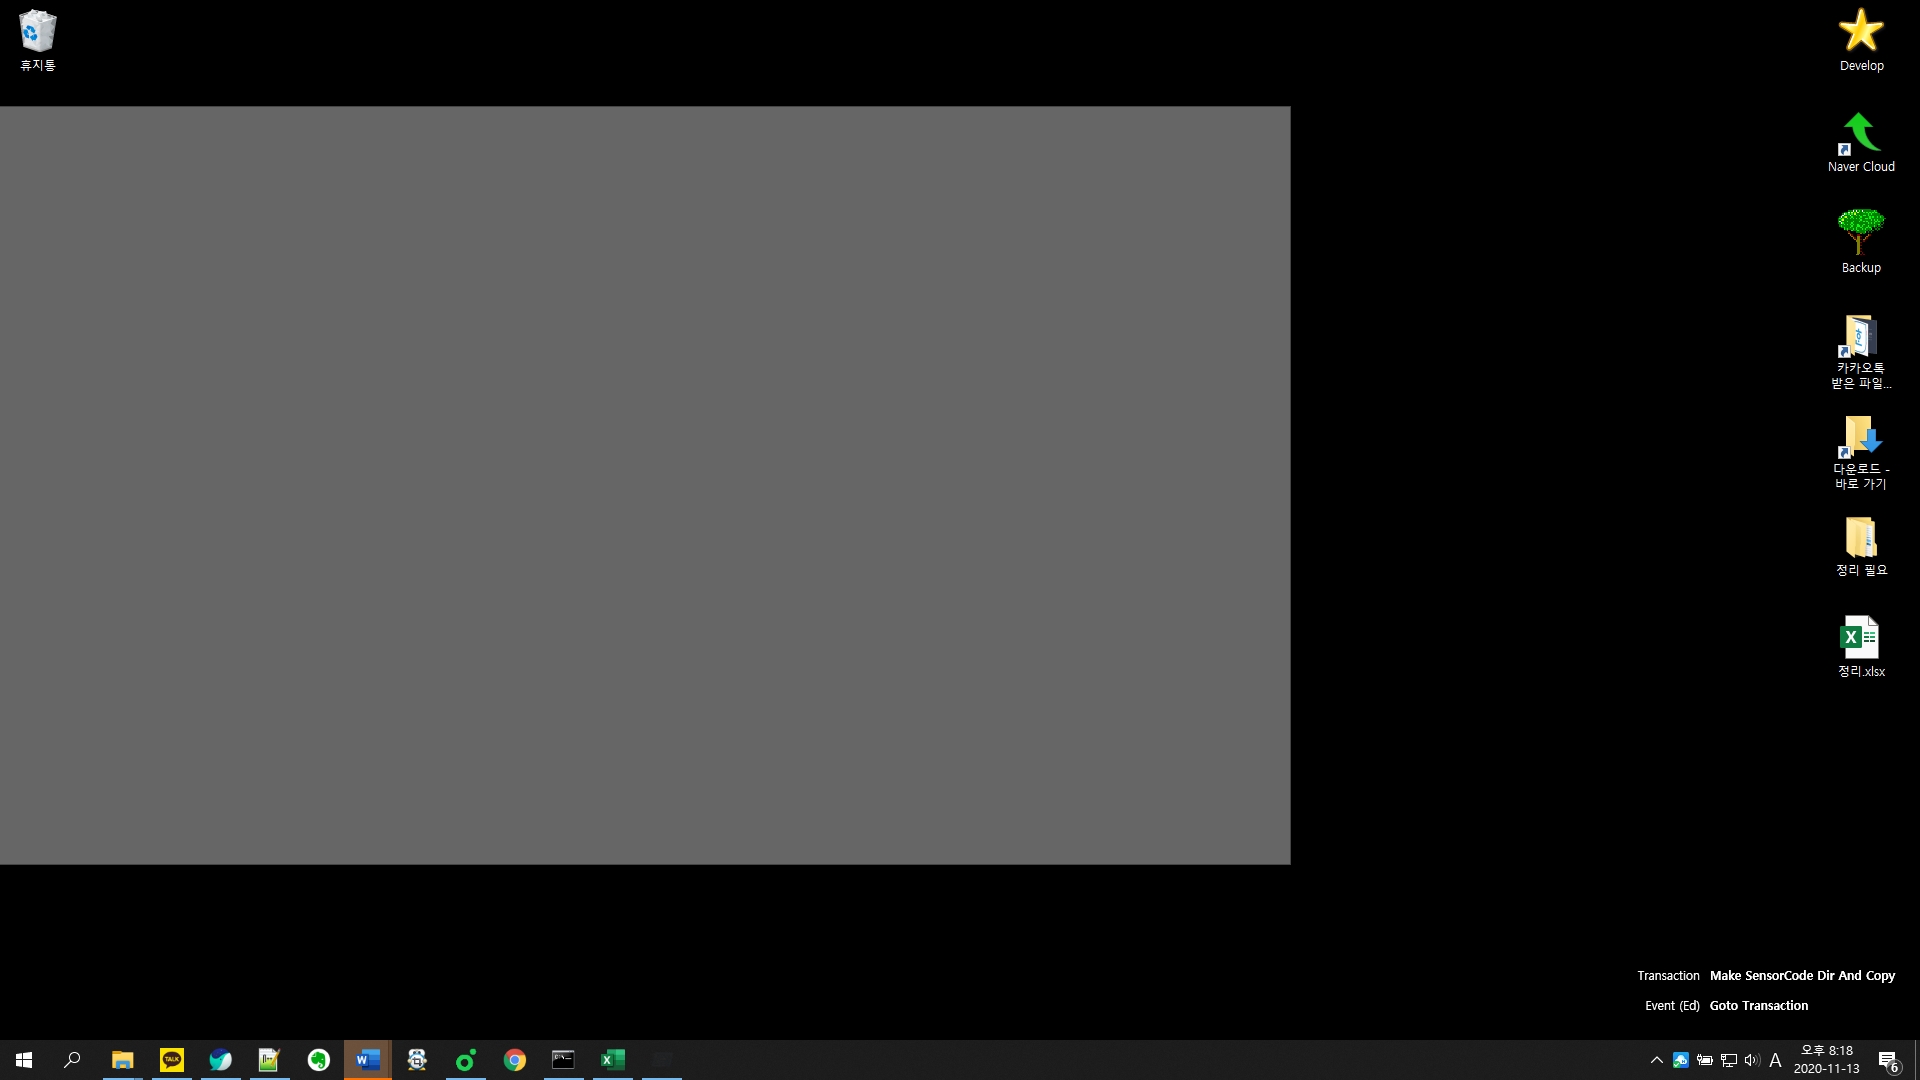 휴지통
Develop
Naver Cloud
Backup
카카오톡
받은 파일...
다운로드 -
바로 가기
정리 필요
정리.xlsx
Transaction Make SensorCode Dir And Copy
Event (Ed) Goto Transaction
TALK
A
오후 8:18
2020-11-13
6